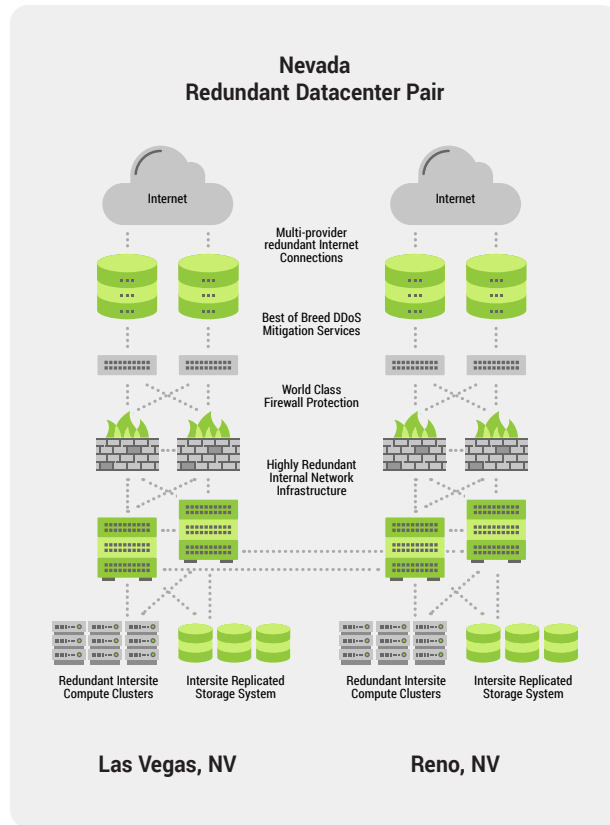 Nevada
Redundant Datacenter Pair
Internet
Internet
Multi-provider
redundant Internet
Connections
Best of Breed DDoS
Mitigation Services
World Class
Firewall Protection
Highly Redundant
Internal Network
Infrastructure
Redundant Intersite
Compute Clusters
Intersite Replicated
Storage System
Redundant Intersite
Compute Clusters
Intersite Replicated
Storage System
Las Vegas, NV
Reno, NV